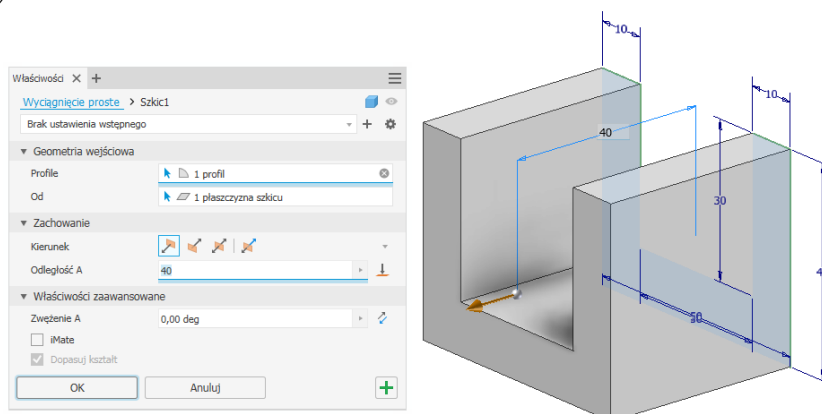 Właściwości
Wyciągnięcie proste > Szkic1
Brak ustawienia wstępnego
Geometria wejściowa
Profile 1 profil
Od 1 płaszczyzna szkicu
Zachowanie
Kierunek
Odległość A 40
Właściwości zaawansowane
Zwężenie A 0,00 deg
iMate
Dopasuj kształt
OK Anuluj
10
10
40
30